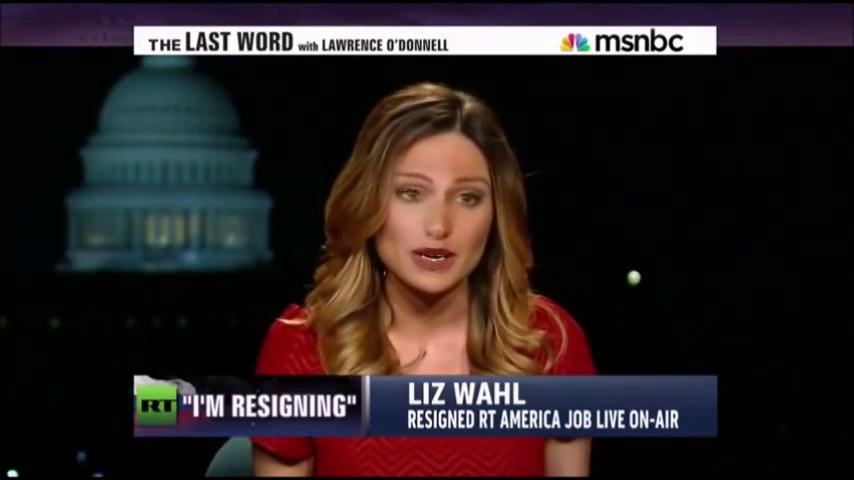 THE LAST WORD WITH LAWRENCE O'DONNELL
msnbc
RT
"I'M RESIGNING"
LIZ WAHL
RESIGNED RT AMERICA JOB LIVE ON-AIR